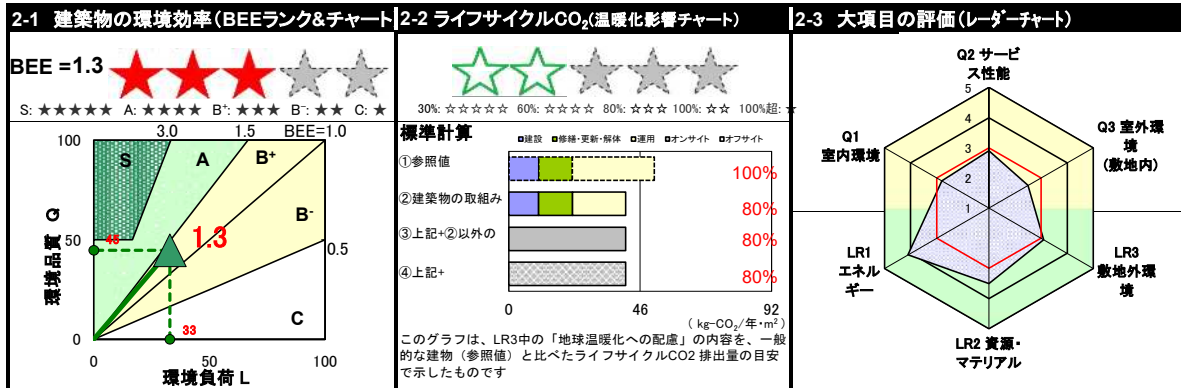 2-1 建築物の環境効率(BEEランク&チャート
BEE =1.3
S: ★★★★★ A: ★★★★ B⁺: ★★★ B⁻: ★★ C: ★
3.0 1.5 BEE=1.0
100
S A B⁺
B⁻
環境品質 Q
50
45
1.3
0.5
C
33
0
0 50 100
環境負荷 L
2-2 ライフサイクルCO₂(温暖化影響チャート)
30%: ☆☆☆☆☆ 60%: ☆☆☆☆ 80%: ☆☆☆ 100%: ☆☆ 100%超: ★
標準計算
■建設 ■修繕・更新・解体 □運用 ■オンサイト □オフサイト
①参照値 100%
②建築物の取組み 80%
③上記+②以外の 80%
④上記+ 80%
0 46 92
( kg-CO₂/年・m² )
このグラフは、LR3中の「地球温暖化への配慮」の内容を、一般
的な建物(参照値)と比べたライフサイクルCO2 排出量の目安
で示したものです
2-3 大項目の評価(レーダーチャート)
Q2 サービ
ス性能
5
4
3
2
1
Q1
室内環境
Q3 室外環
境
(敷地内)
LR1
エネル
ギー
LR3
敷地外環
境
LR2 資源・
マテリアル